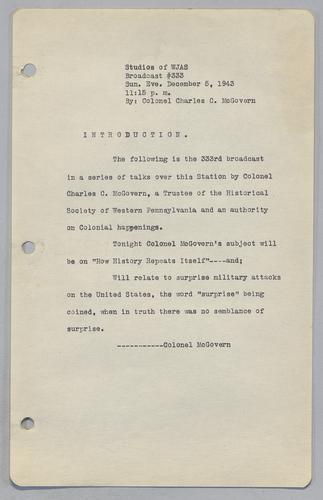 Studios of WJAS
Broadcast #333
Sun. Eve. December 5, 1943
11:15 p. m.
By: Colonel Charles C. McGovern
INTRODUCTION.
The following is the 333rd broadcast
in a series of talks over this Station by Colonel
Charles C. McGovern, a Trustee of the Historical
Society of Western Pennsylvania and an authority
on Colonial happenings.
Tonight Colonel McGovern's subject will
be on "How History Repeats Itself"----and;
Will relate to surprise military attacks
on the United States, the word "surprise" being
coined, when in truth there was no semblance of
surprise.
-----------Colonel McGovern